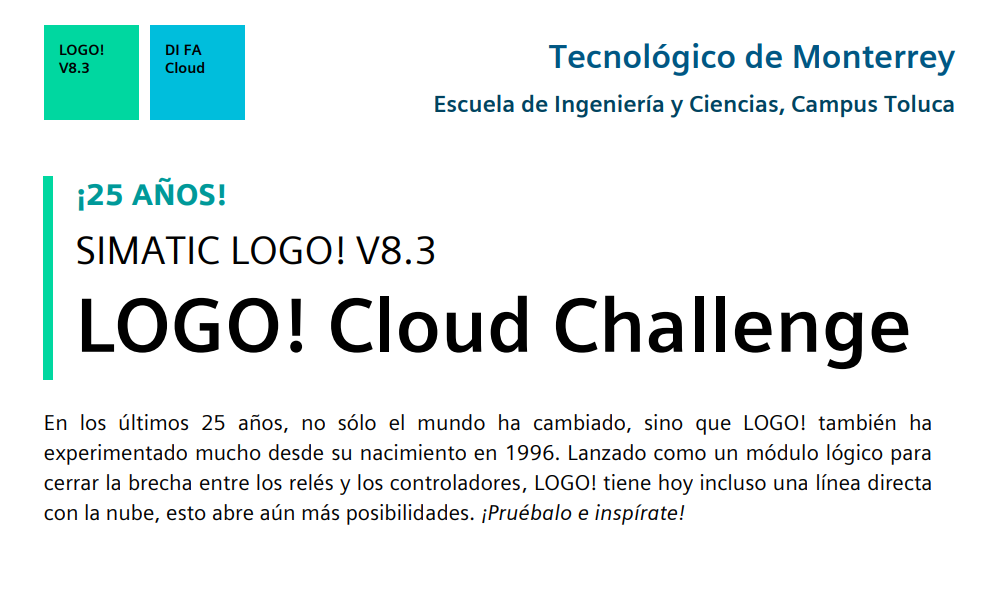 LOGO!
V8.3
DI FA
Cloud
Tecnológico de Monterrey
Escuela de Ingeniería y Ciencias, Campus Toluca
¡25 AÑOS!
SIMATIC LOGO! V8.3
LOGO! Cloud Challenge
En los últimos 25 años, no sólo el mundo ha cambiado, sino que LOGO! también ha
experimentado mucho desde su nacimiento en 1996. Lanzado como un módulo lógico para
cerrar la brecha entre los relés y los controladores, LOGO! tiene hoy incluso una línea directa
con la nube, esto abre aún más posibilidades. ¡Pruébalo e inspírate!